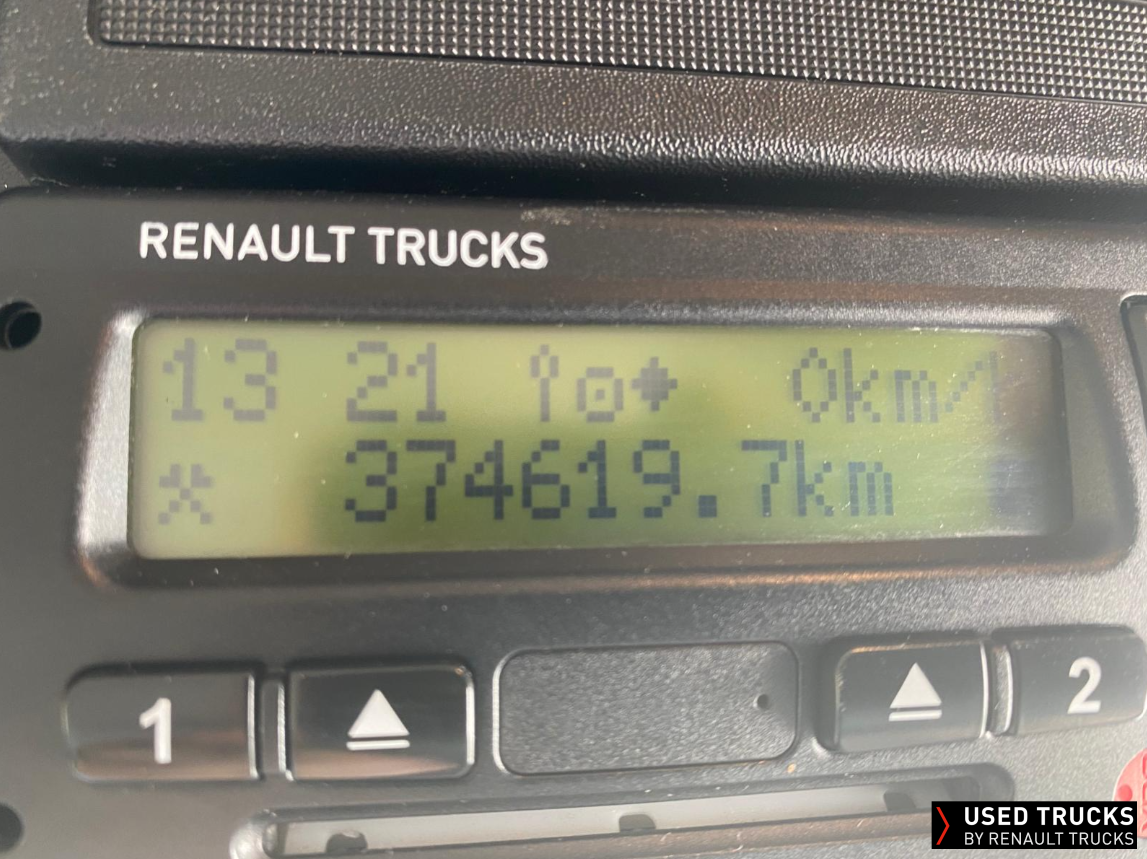 RENAULT TRUCKS
13 21 0km/
374619.7km
1
2
USED TRUCKS
BY RENAULT TRUCKS